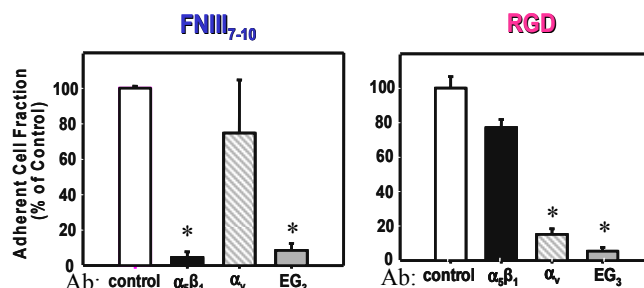 FNIII7-10
RGD
Adherent Cell Fraction
(% of Control)
100
80
60
40
20
0
*
*
Ab: control α5β1 αv EG3
100
80
60
40
20
0
*
*
Ab: control α5β1 αv EG3